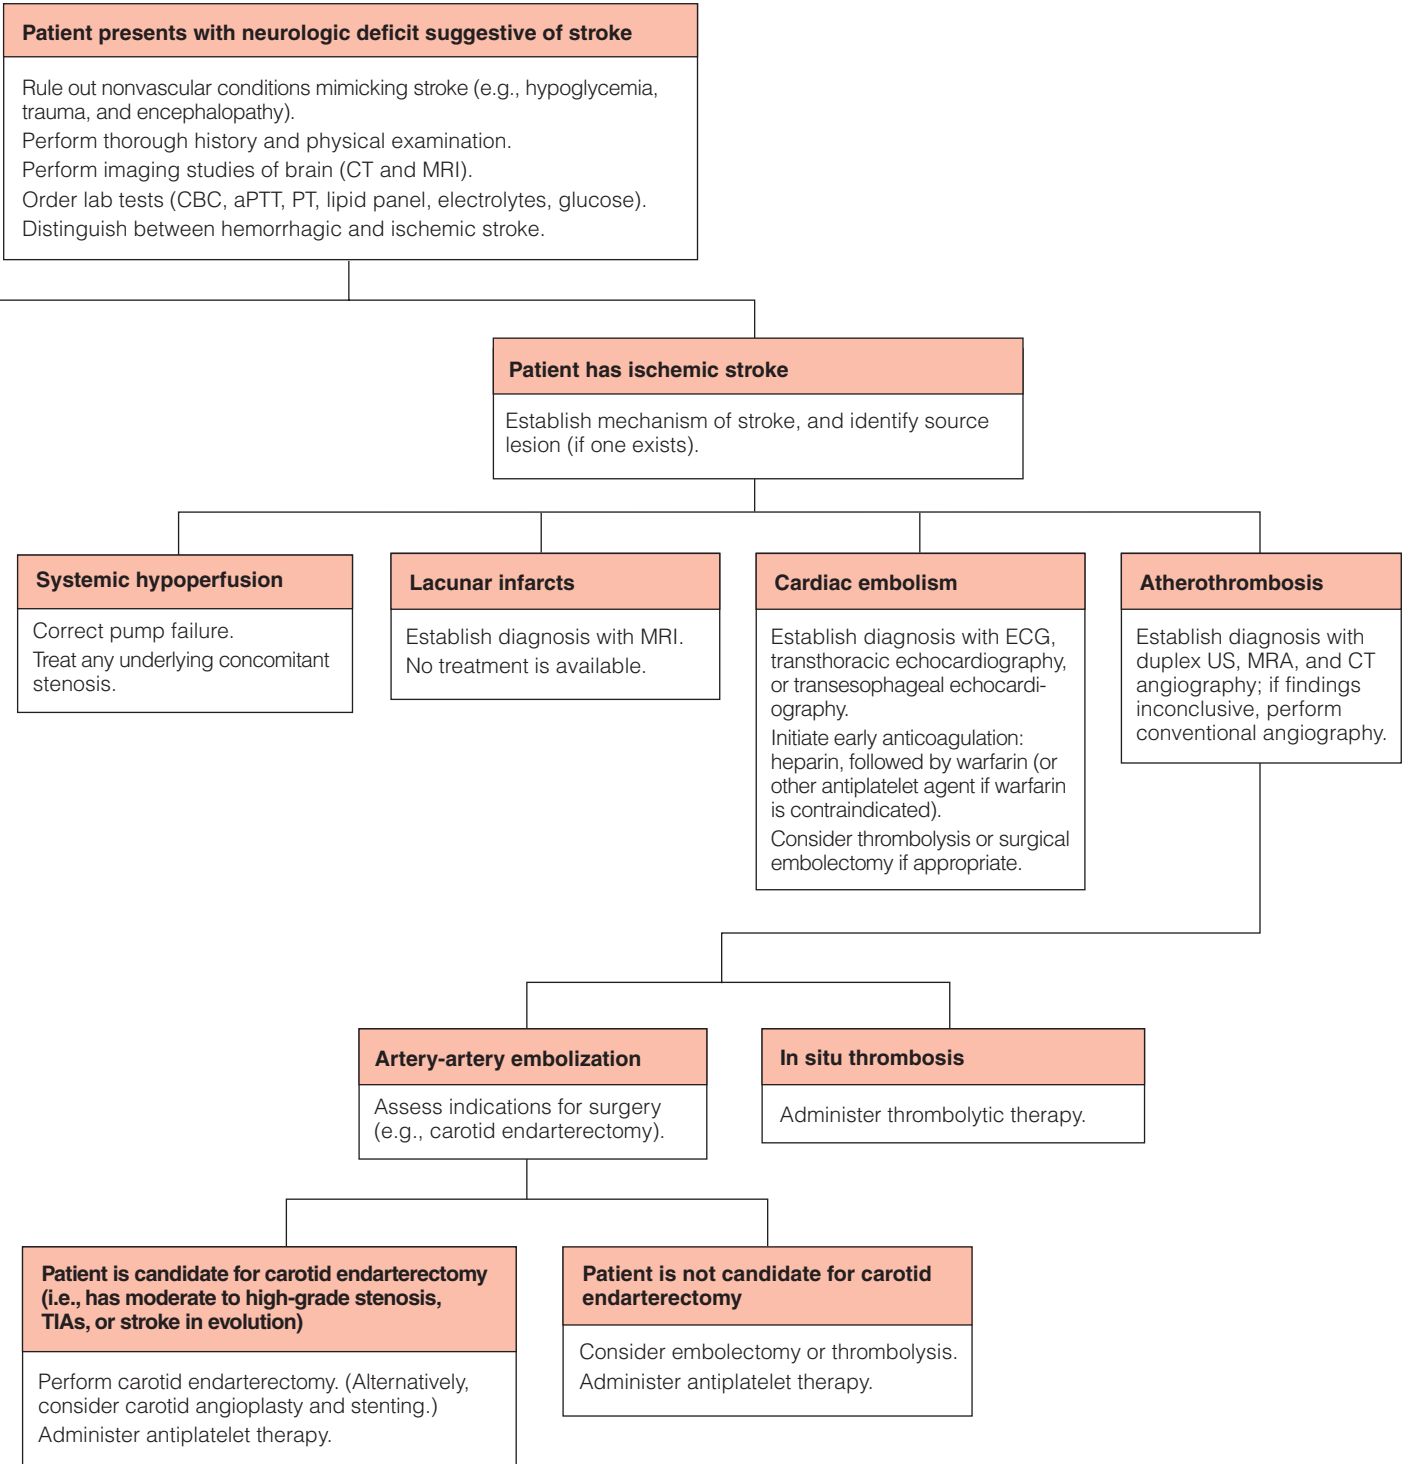 Patient presents with neurologic deficit suggestive of stroke
Rule out nonvascular conditions mimicking stroke (e.g., hypoglycemia,
trauma, and encephalopathy).
Perform thorough history and physical examination.
Perform imaging studies of brain (CT and MRI).
Order lab tests (CBC, aPTT, PT, lipid panel, electrolytes, glucose).
Distinguish between hemorrhagic and ischemic stroke.
Patient has ischemic stroke
Establish mechanism of stroke, and identify source
lesion (if one exists).
Systemic hypoperfusion
Correct pump failure.
Treat any underlying concomitant
stenosis.
Lacunar infarcts
Establish diagnosis with MRI.
No treatment is available.
Cardiac embolism
Establish diagnosis with ECG,
transthoracic echocardiography,
or transesophageal echocardi-
ography.
Initiate early anticoagulation:
heparin, followed by warfarin (or
other antiplatelet agent if warfarin
is contraindicated).
Consider thrombolysis or surgical
embolectomy if appropriate.
Atherothrombosis
Establish diagnosis with
duplex US, MRA, and CT
angiography; if findings
inconclusive, perform
conventional angiography.
Artery-artery embolization
Assess indications for surgery
(e.g., carotid endarterectomy).
In situ thrombosis
Administer thrombolytic therapy.
Patient is candidate for carotid endarterectomy
(i.e., has moderate to high-grade stenosis,
TIAs, or stroke in evolution)
Perform carotid endarterectomy. (Alternatively,
consider carotid angioplasty and stenting.)
Administer antiplatelet therapy.
Patient is not candidate for carotid
endarterectomy
Consider embolectomy or thrombolysis.
Administer antiplatelet therapy.